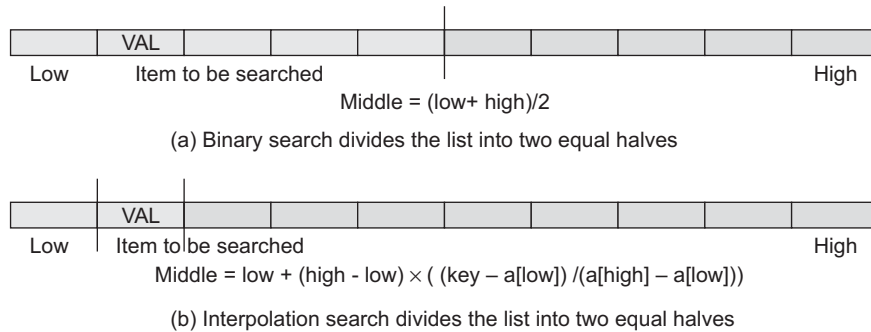 VAL
Low Item to be searched High
Middle = (low+ high)/2
(a) Binary search divides the list into two equal halves
VAL
Low Item to be searched High
Middle = low + (high - low) × ( (key – a[low]) /(a[high] – a[low]))
(b) Interpolation search divides the list into two equal halves